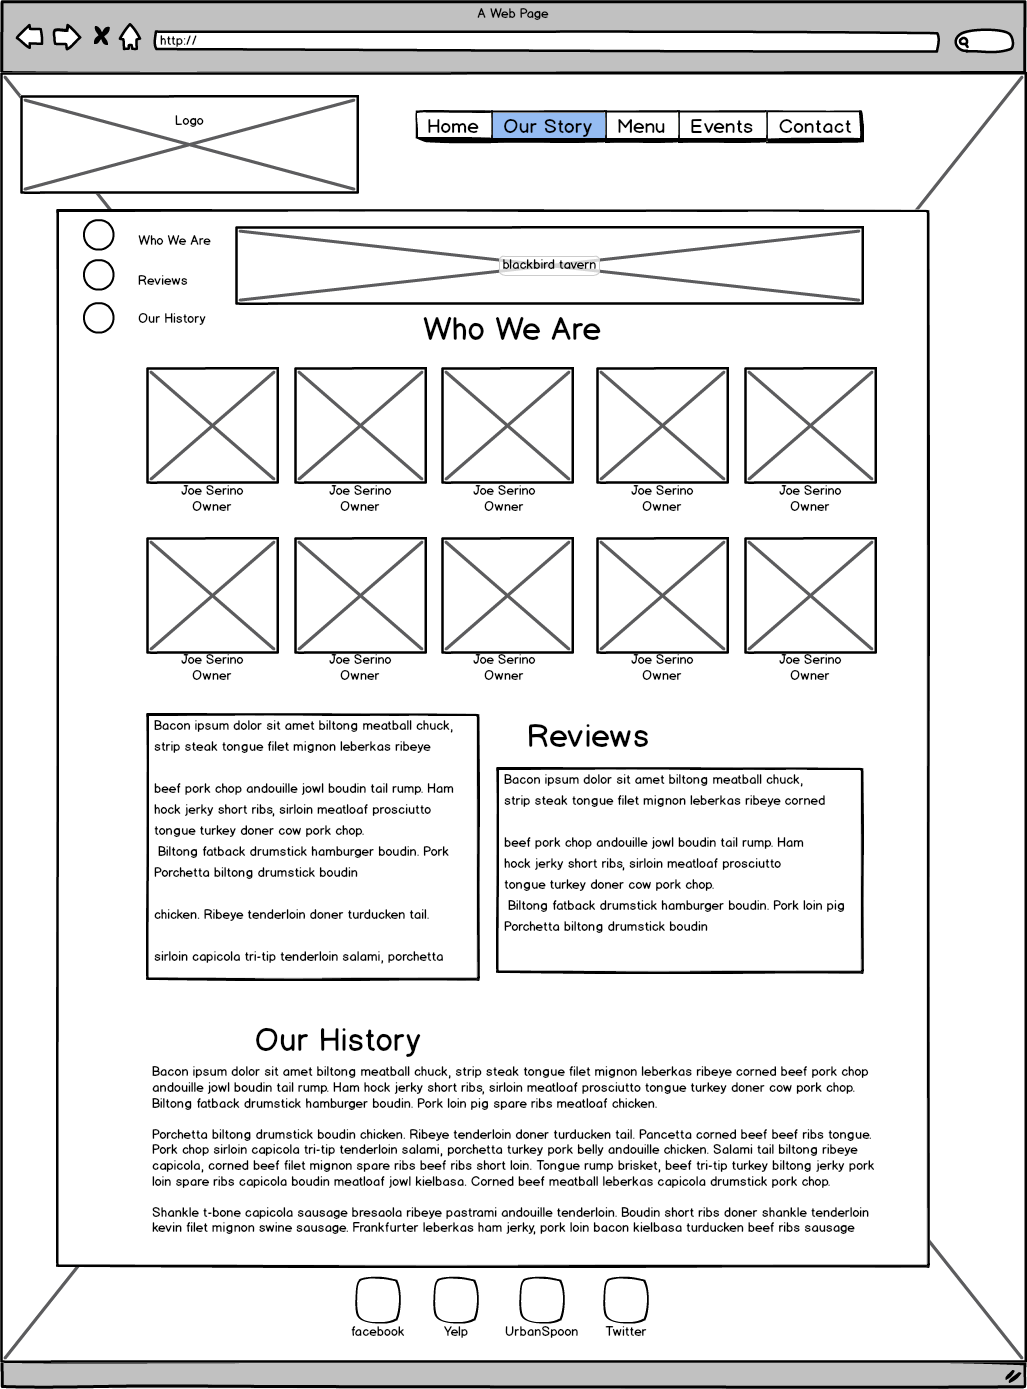 A Web Page
http://
Logo
Home Our Story Menu Events Contact
Who We Are
Reviews
Our History
blackbird tavern
Who We Are
Joe Serino Joe Serino Joe Serino Joe Serino Joe Serino
Owner Owner Owner Owner Owner
Joe Serino Joe Serino Joe Serino Joe Serino Joe Serino
Owner Owner Owner Owner Owner
Bacon ipsum dolor sit amet biltong meatball chuck,
strip steak tongue filet mignon leberkas ribeye
beef pork chop andouille jowl boudin tail rump. Ham
hock jerky short ribs, sirloin meatloaf prosciutto
tongue turkey doner cow pork chop.
Biltong fatback drumstick hamburger boudin. Pork
Porchetta biltong drumstick boudin
chicken. Ribeye tenderloin doner turducken tail.
sirloin capicola tri-tip tenderloin salami, porchetta
Reviews
Bacon ipsum dolor sit amet biltong meatball chuck,
strip steak tongue filet mignon leberkas ribeye corned
beef pork chop andouille jowl boudin tail rump. Ham
hock jerky short ribs, sirloin meatloaf prosciutto
tongue turkey doner cow pork chop.
Biltong fatback drumstick hamburger boudin. Pork loin pig
Porchetta biltong drumstick boudin
Our History
Bacon ipsum dolor sit amet biltong meatball chuck, strip steak tongue filet mignon leberkas ribeye corned beef pork chop
andouille jowl boudin tail rump. Ham hock jerky short ribs, sirloin meatloaf prosciutto tongue turkey doner cow pork chop.
Biltong fatback drumstick hamburger boudin. Pork loin pig spare ribs meatloaf chicken.
Porchetta biltong drumstick boudin chicken. Ribeye tenderloin doner turducken tail. Pancetta corned beef beef ribs tongue.
Pork chop sirloin capicola tri-tip tenderloin salami, porchetta turkey pork belly andouille chicken. Salami tail biltong ribeye
capicola, corned beef filet mignon spare ribs beef ribs short loin. Tongue rump brisket, beef tri-tip turkey biltong jerky pork
loin spare ribs capicola boudin meatloaf jowl kielbasa. Corned beef meatball leberkas capicola drumstick pork chop.
Shankle t-bone capicola sausage bresaola ribeye pastrami andouille tenderloin. Boudin short ribs doner shankle tenderloin
kevin filet mignon swine sausage. Frankfurter leberkas ham jerky, pork loin bacon kielbasa turducken beef ribs sausage
facebook Yelp UrbanSpoon Twitter